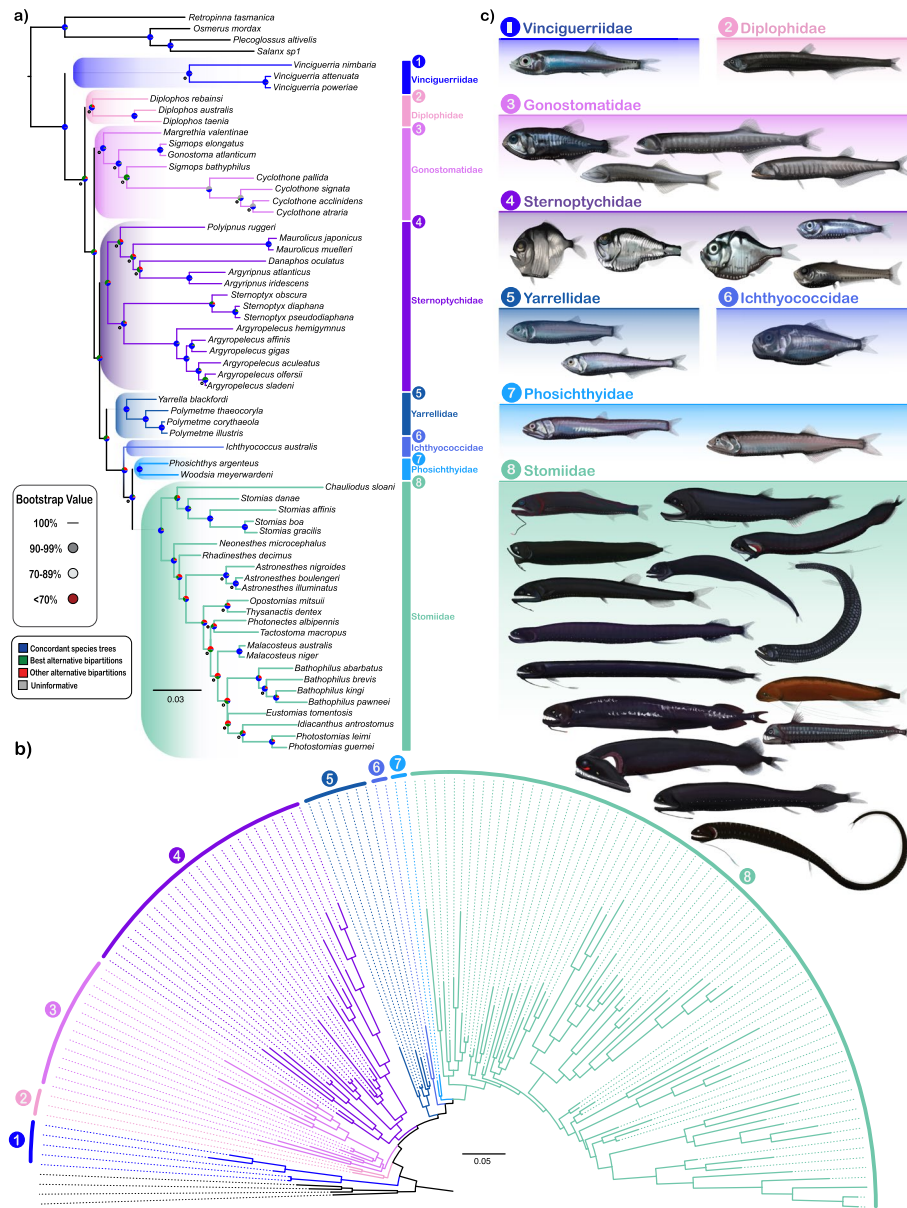 a)
Retropinna tasmanica
Osmerus mordax
Plecoglossus altivelis
Salanx sp1
Vinciguerria nimbaria
Vinciguerria attenuata
Vinciguerria poweriae
1
Vinciguerriidae
Diplophos rebainsi
Diplophos australis
Diplophos taenia
2
Diplophidae
Margrethia valentinae
Sigmops elongatus
Gonostoma atlanticum
Sigmops bathyphilus
Cyclothone pallida
Cyclothone signata
Cyclothone acclinidens
Cyclothone atraria
3
Gonostomatidae
Polyipnus ruggeri
Maurolicus japonicus
Maurolicus muelleri
Danaphos oculatus
Argyripnus atlanticus
Argyripnus iridescens
Sternoptyx obscura
Sternoptyx diaphana
Sternoptyx pseudodiaphana
Argyropelecus hemigymnus
Argyropelecus affinis
Argyropelecus gigas
Argyropelecus aculeatus
Argyropelecus olfersii
Argyropelecus sladeni
4
Sternoptychidae
Yarrella blackfordi
Polymetme thaeocoryla
Polymetme corythaeola
Polymetme illustris
5
Yarrellidae
Ichthyococcus australis
6
Ichthyococcidae
Phosichthys argenteus
Woodsia meyerwardeni
7
Phosichthyidae
Chauliodus sloani
Stomias danae
Stomias affinis
Stomias boa
Stomias gracilis
Neonesthes microcephalus
Rhadinesthes decimus
Astronesthes nigroides
Astronesthes boulengeri
Astronesthes illuminatus
Opostomias mitsuii
Thysanactis dentex
Photonectes albipennis
Tactostoma macropus
Malacosteus australis
Malacosteus niger
Bathophilus abarbatus
Bathophilus brevis
Bathophilus kingi
Bathophilus pawneei
Eustomias tomentosis
Idiacanthus antrostomus
Photostomias leimi
Photostomias guernei
8
Stomiidae
Bootstrap Value
100%
90-99%
70-89%
<70%
Concordant species trees
Best alternative bipartitions
Other alternative bipartitions
Uninformative
0.03
b)
1
2
3
4
5
6
7
8
0.05
c)
Vinciguerriidae
2 Diplophidae
3 Gonostomatidae
4 Sternoptychidae
5 Yarrellidae
6 Ichthyococcidae
7 Phosichthyidae
8 Stomiidae